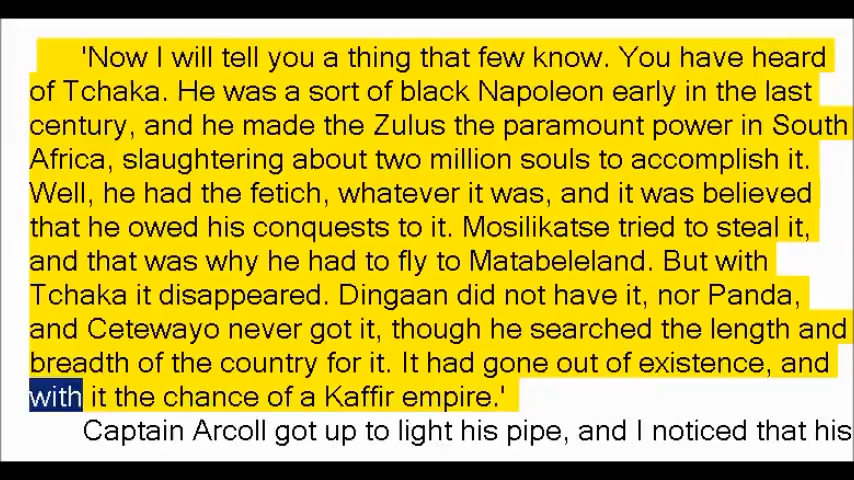 'Now I will tell you a thing that few know. You have heard
of Tchaka. He was a sort of black Napoleon early in the last
century, and he made the Zulus the paramount power in South
Africa, slaughtering about two million souls to accomplish it.
Well, he had the fetich, whatever it was, and it was believed
that he owed his conquests to it. Mosilikatse tried to steal it,
and that was why he had to fly to Matabeleland. But with
Tchaka it disappeared. Dingaan did not have it, nor Panda,
and Cetewayo never got it, though he searched the length and
breadth of the country for it. It had gone out of existence, and
with it the chance of a Kaffir empire.'
Captain Arcoll got up to light his pipe, and I noticed that his